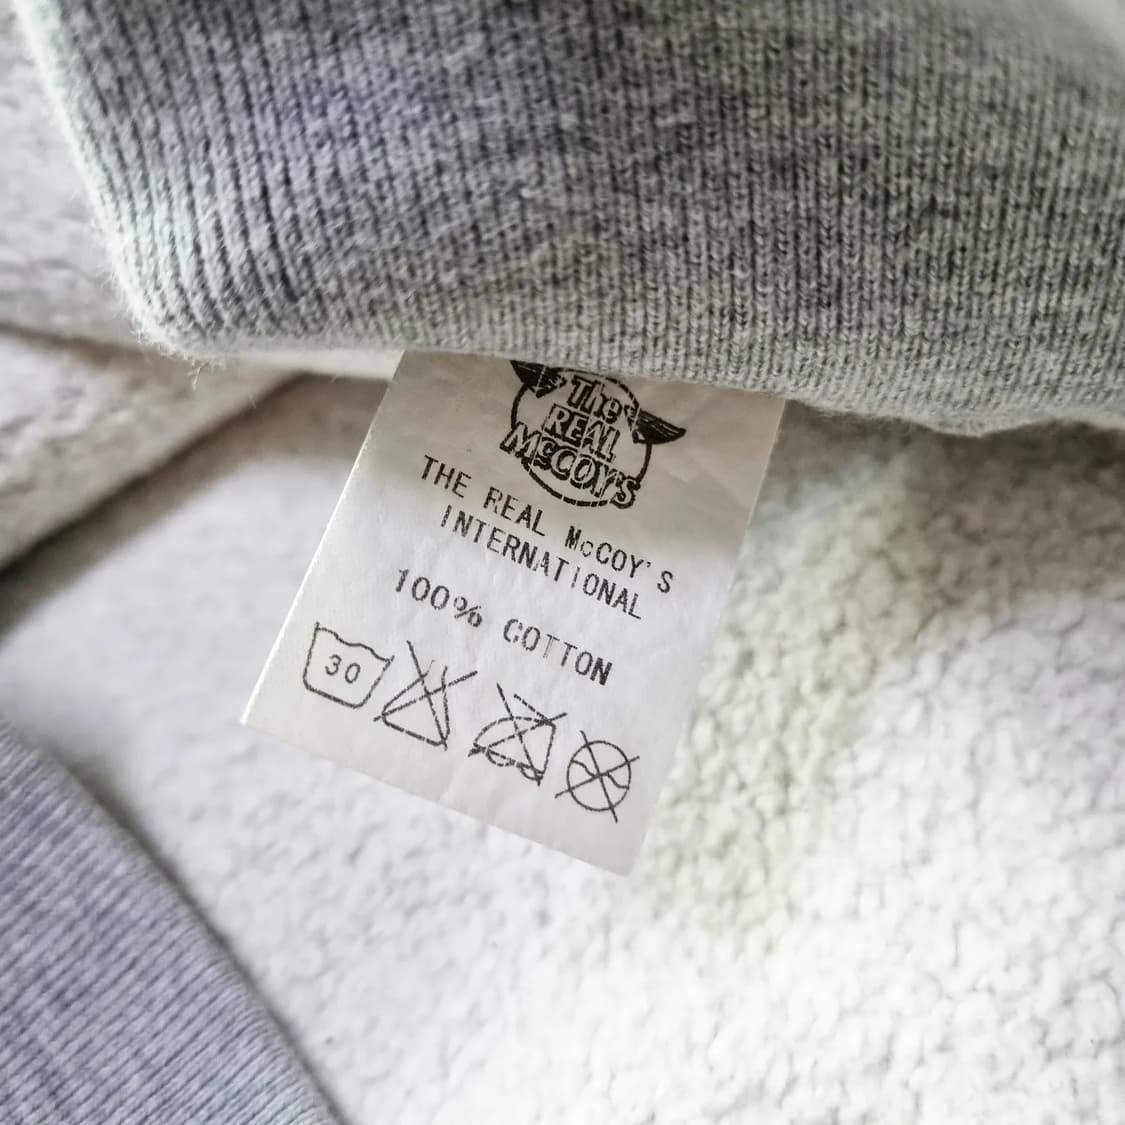 The
REAL
McCOY'S
THE REAL McCOY'S
INTERNATIONAL
100% COTTON
30